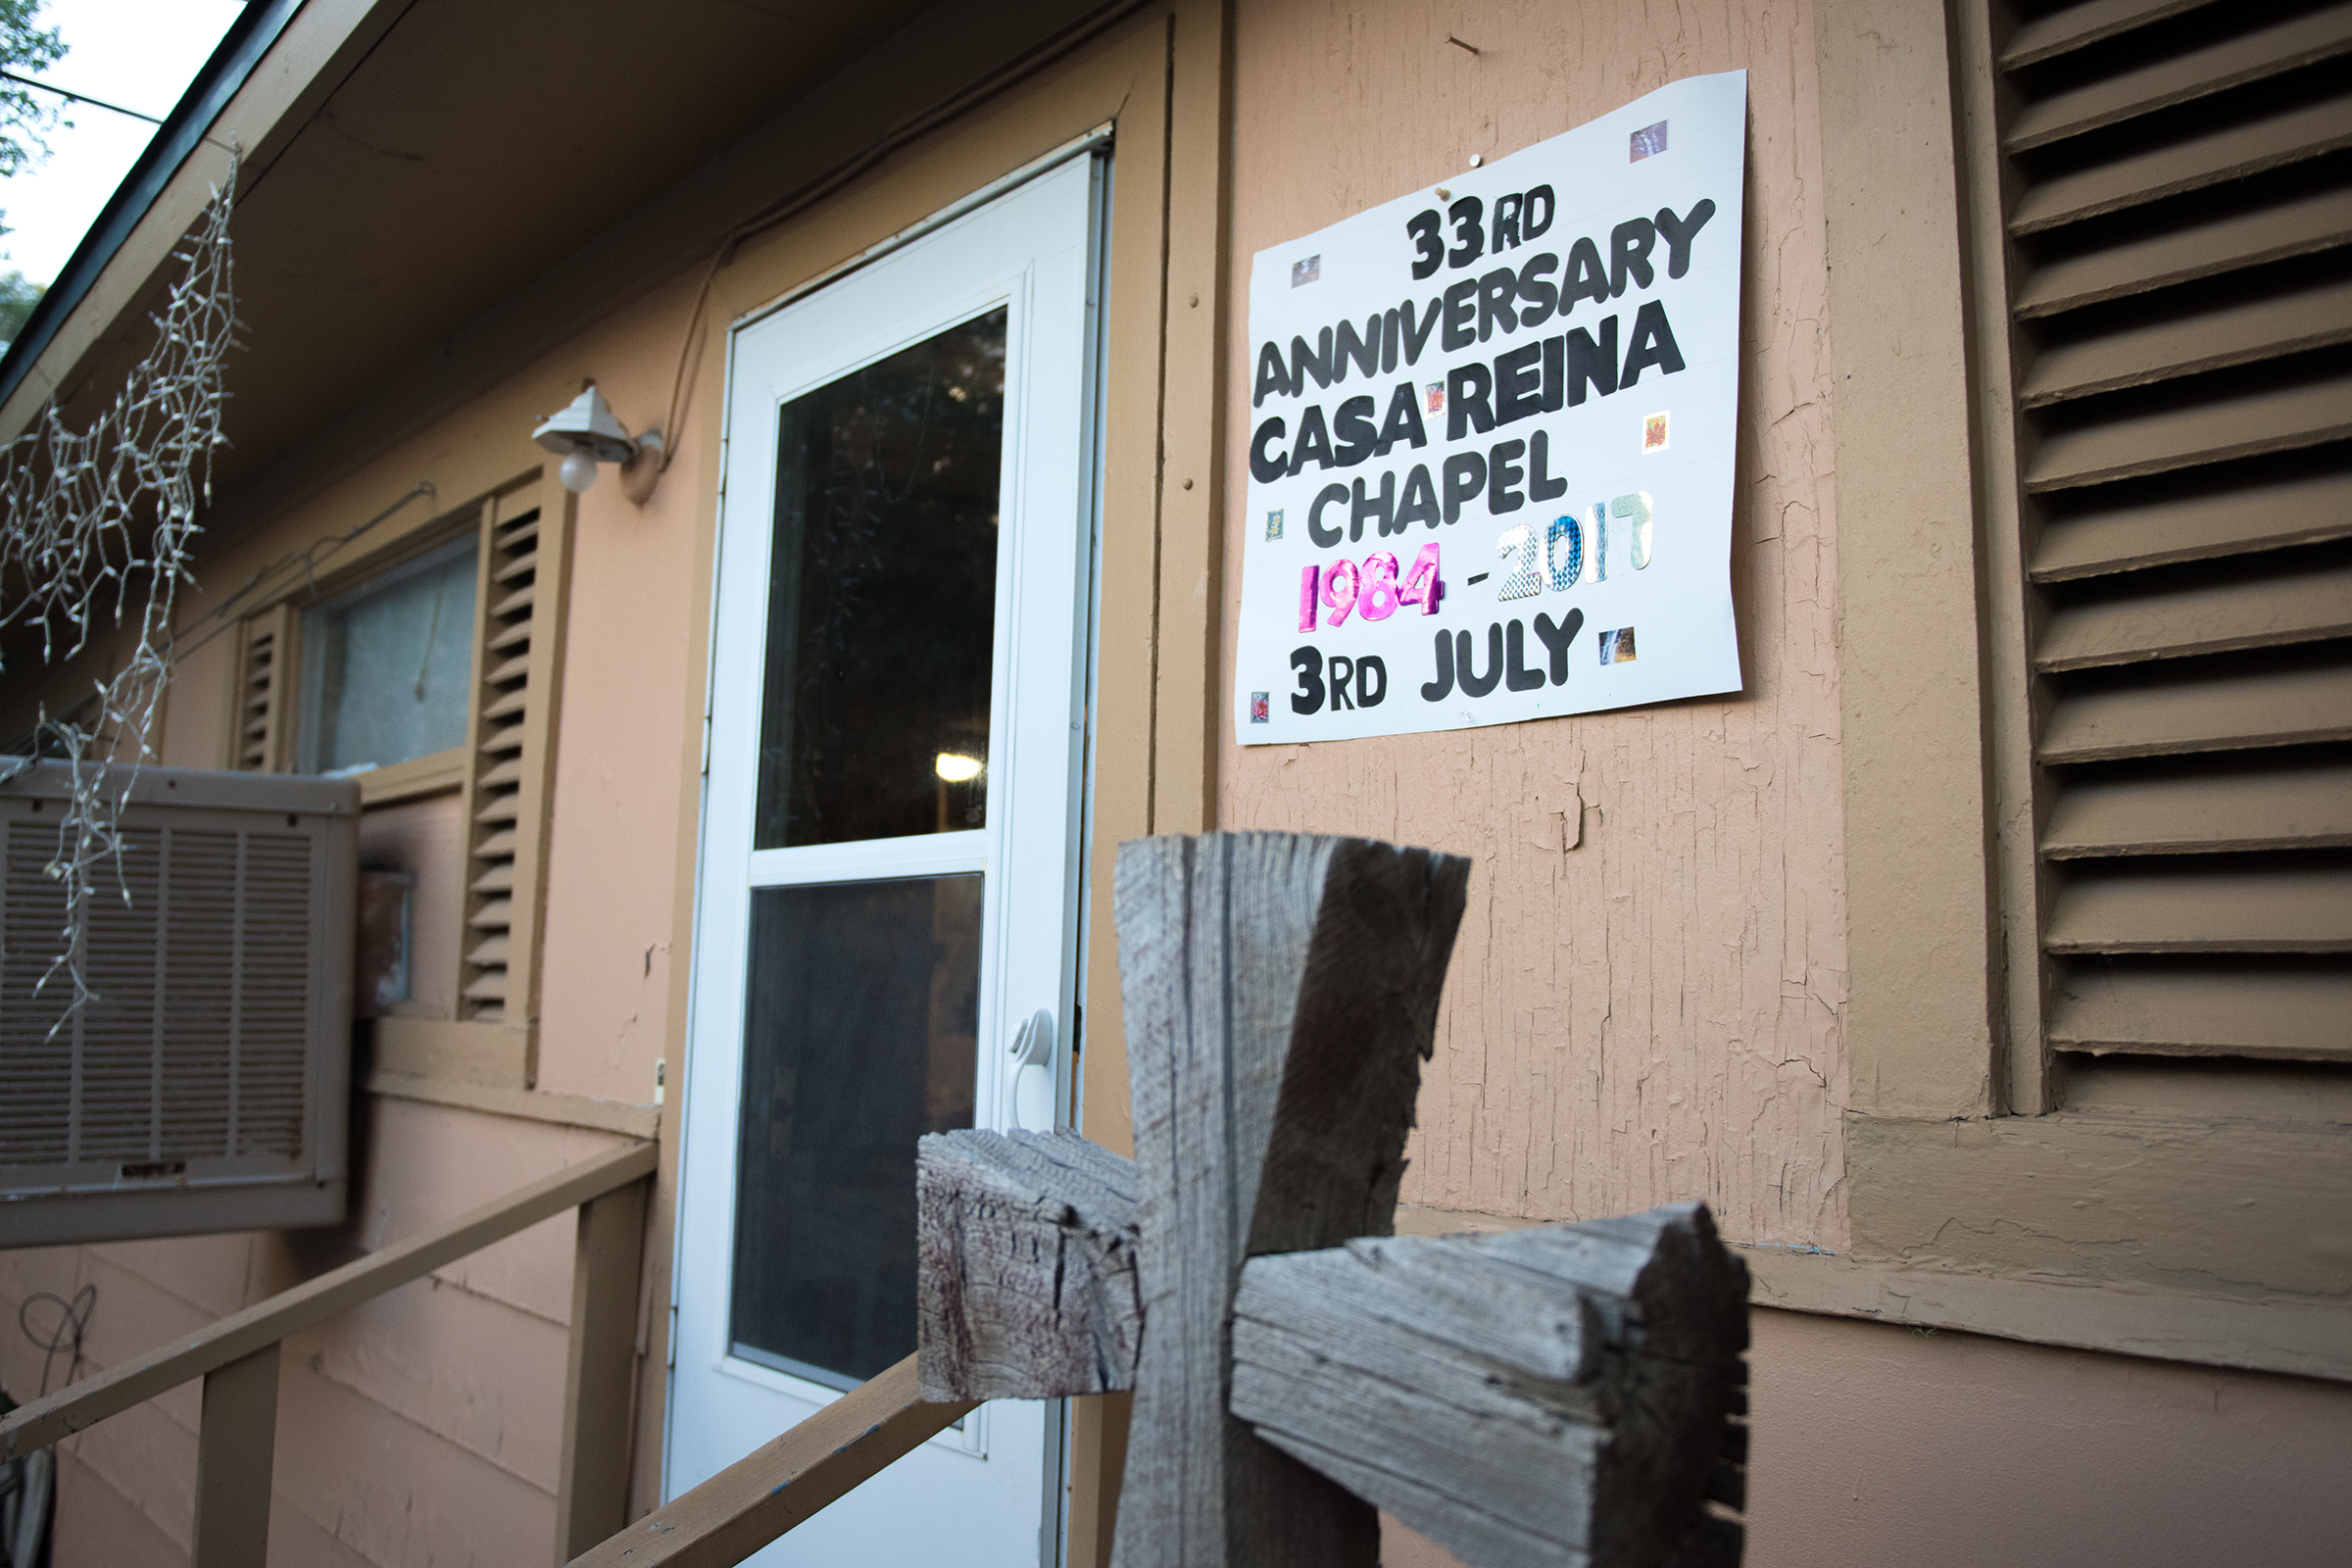 33RD
ANNIVERSARY
CASA REINA
CHAPEL
1984 - 2017
3RD JULY